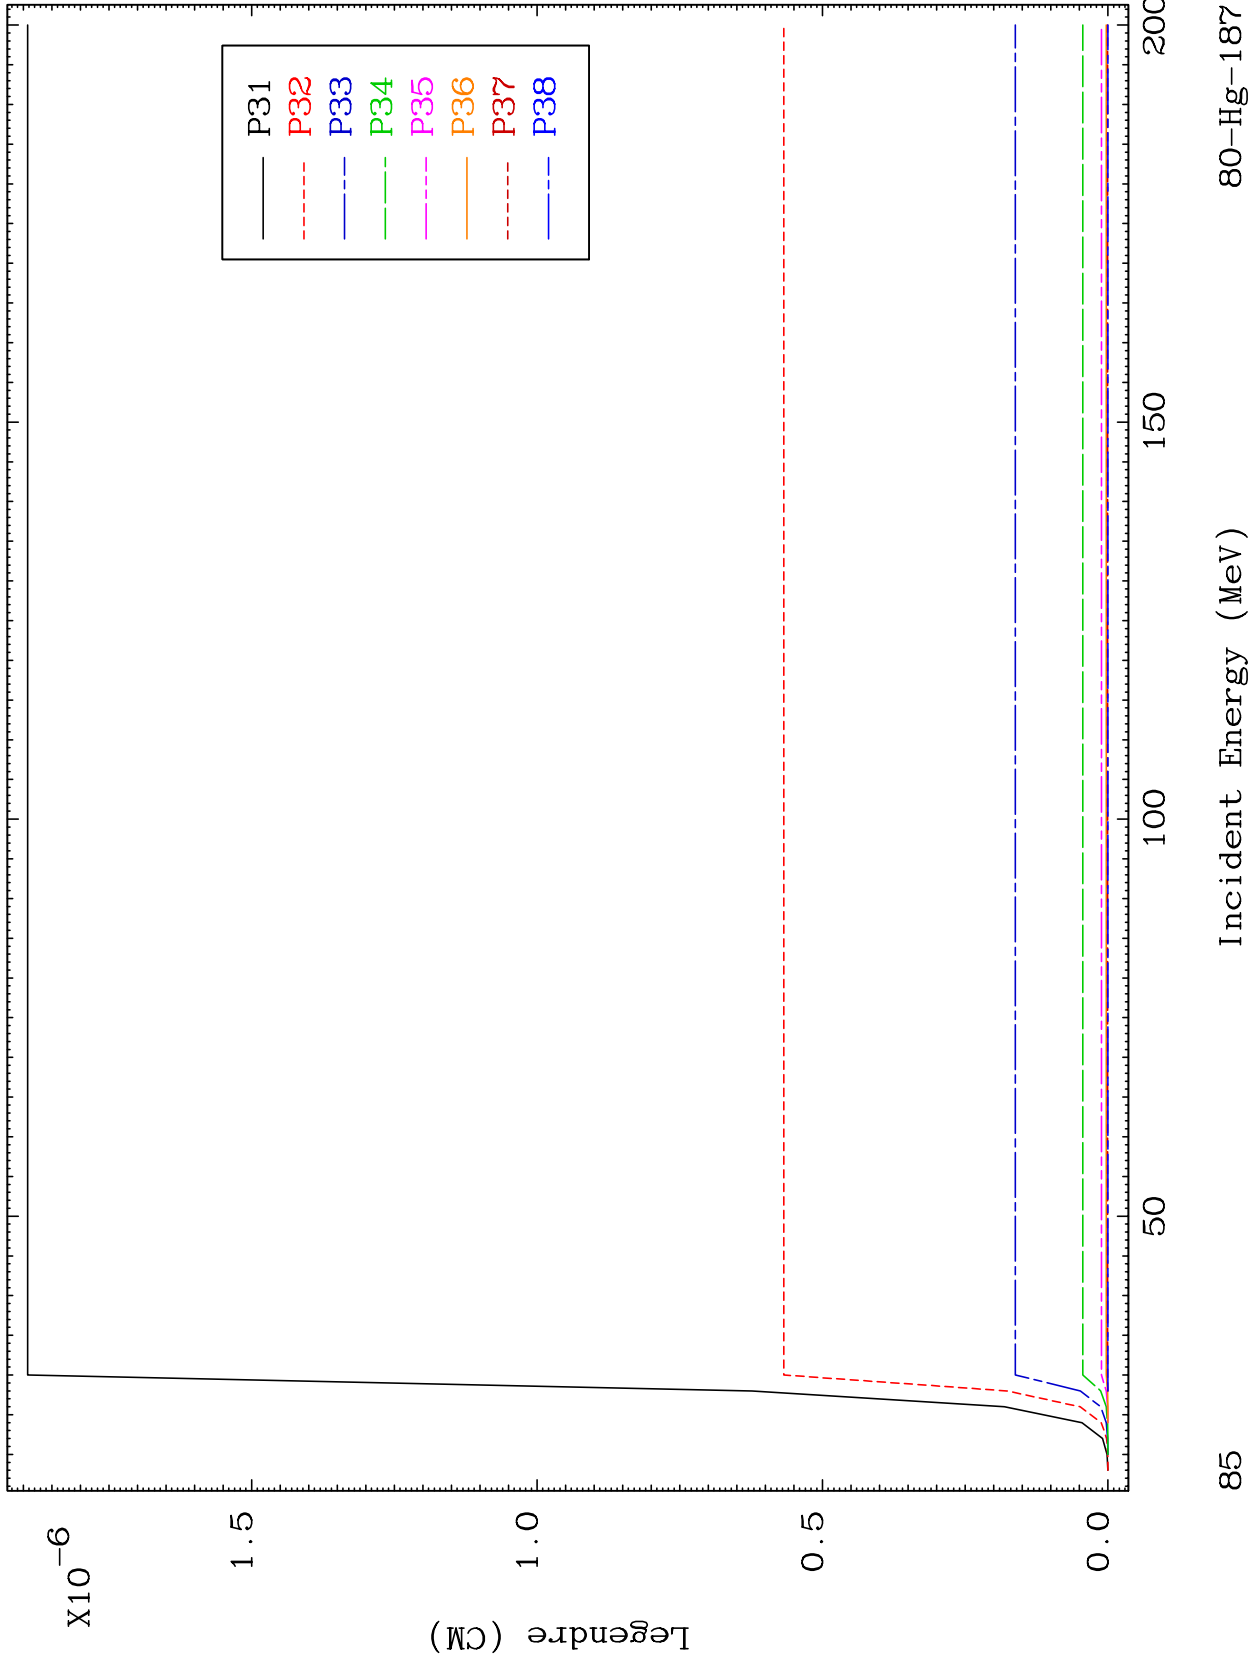 X10-6
1.5
1.0
0.5
0.0
Legendre (CM)
P31
P32
P33
P34
P35
P36
P37
P38
50
100
150
200
Incident Energy (MeV)
85
80-Hg-187